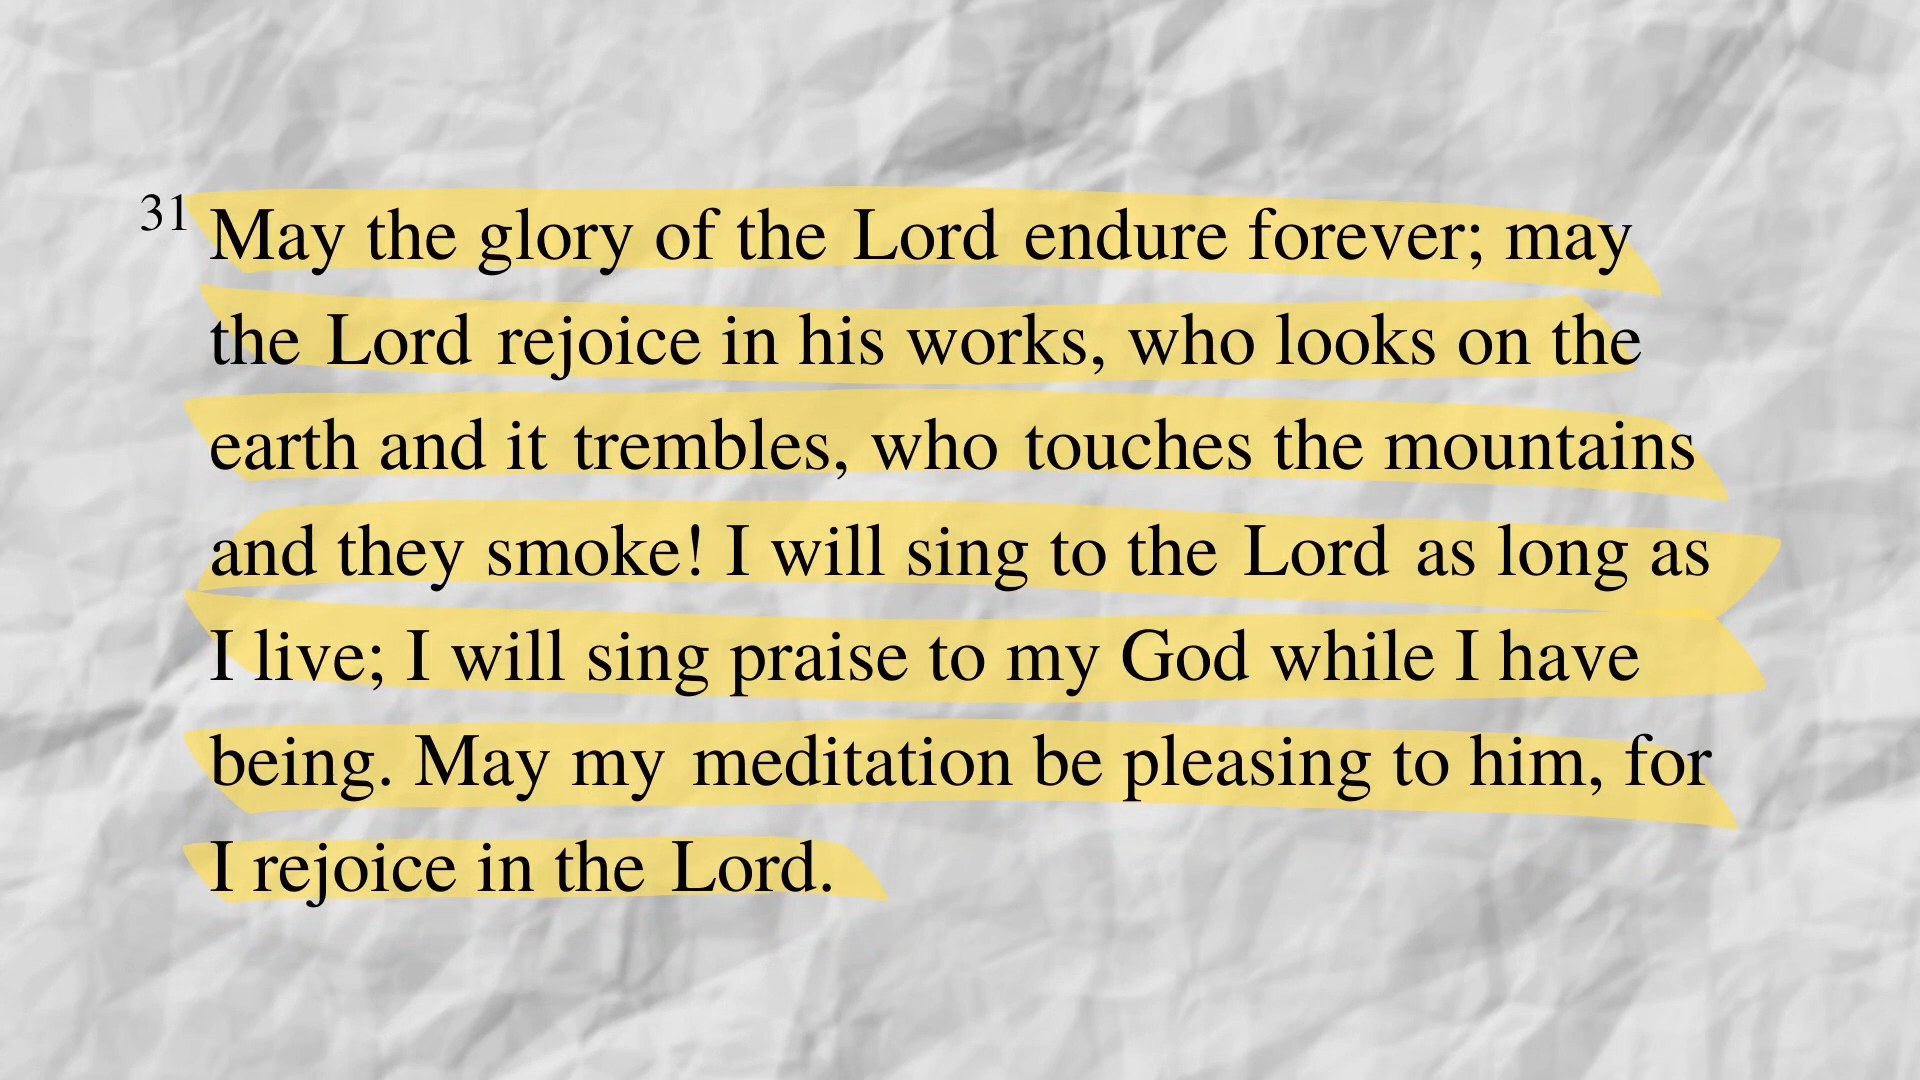 31 May the glory of the Lord endure forever; may
the Lord rejoice in his works, who looks on the
earth and it trembles, who touches the mountains
and they smoke! I will sing to the Lord as long as
I live; I will sing praise to my God while I have
being. May my meditation be pleasing to him, for
I rejoice in the Lord.